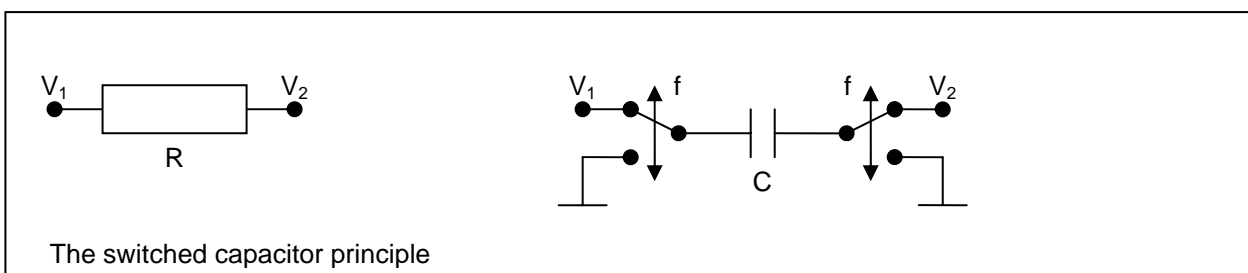 V₁ V₂ V₁ f f V₂
R C
The switched capacitor principle